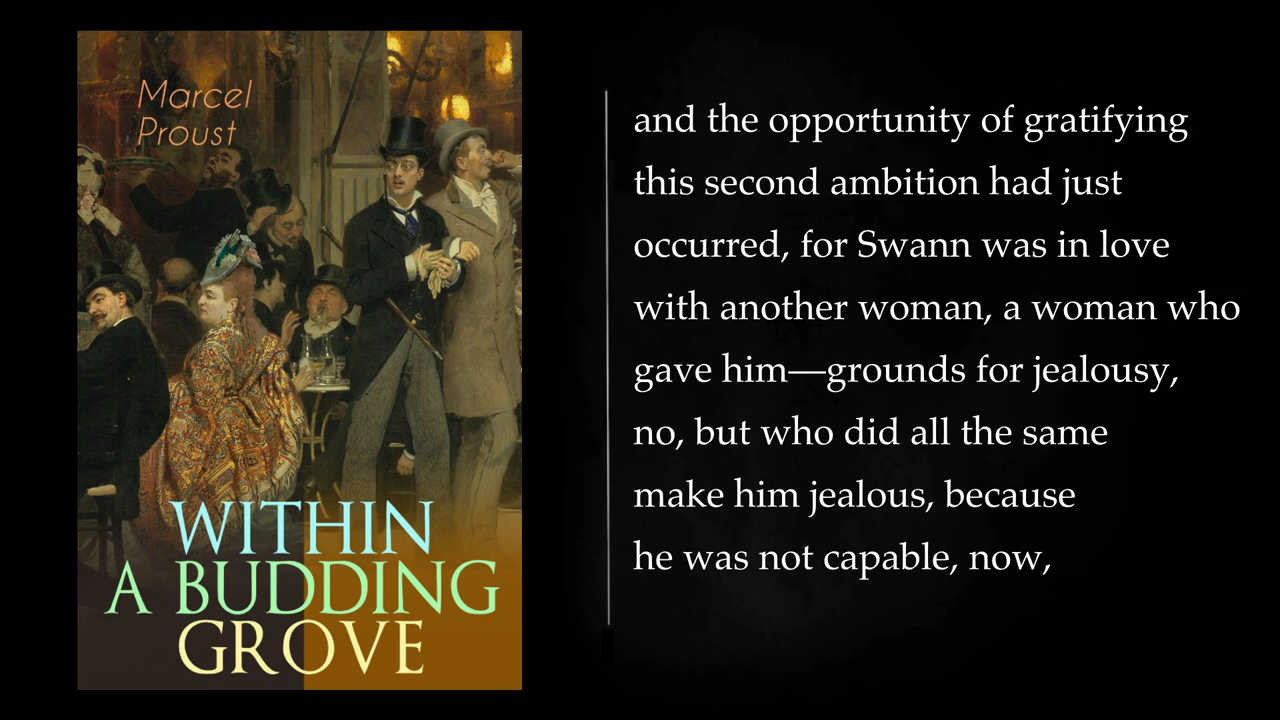 Marcel
Proust
WITHIN
A BUDDING
GROVE
and the opportunity of gratifying
this second ambition had just
occurred, for Swann was in love
with another woman, a woman who
gave him—grounds for jealousy,
no, but who did all the same
make him jealous, because
he was not capable, now,